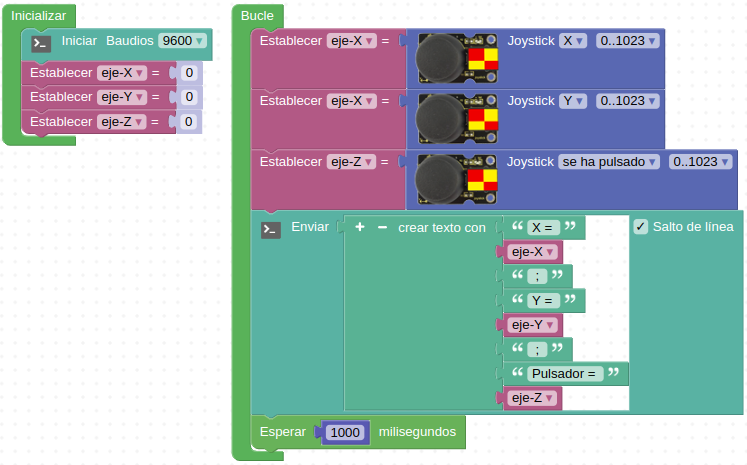 Inicializar
Iniciar Baudios 9600
Establecer eje-X = 0
Establecer eje-Y = 0
Establecer eje-Z = 0
Bucle
Establecer eje-X = Joystick X 0..1023
Establecer eje-X = Joystick Y 0..1023
Establecer eje-Z = Joystick se ha pulsado 0..1023
Enviar + − crear texto con “ X = ” ✓ Salto de línea
eje-X
“ ; ”
“ Y = ”
eje-Y
“ ; ”
“ Pulsador = ”
eje-Z
Esperar 1000 milisegundos